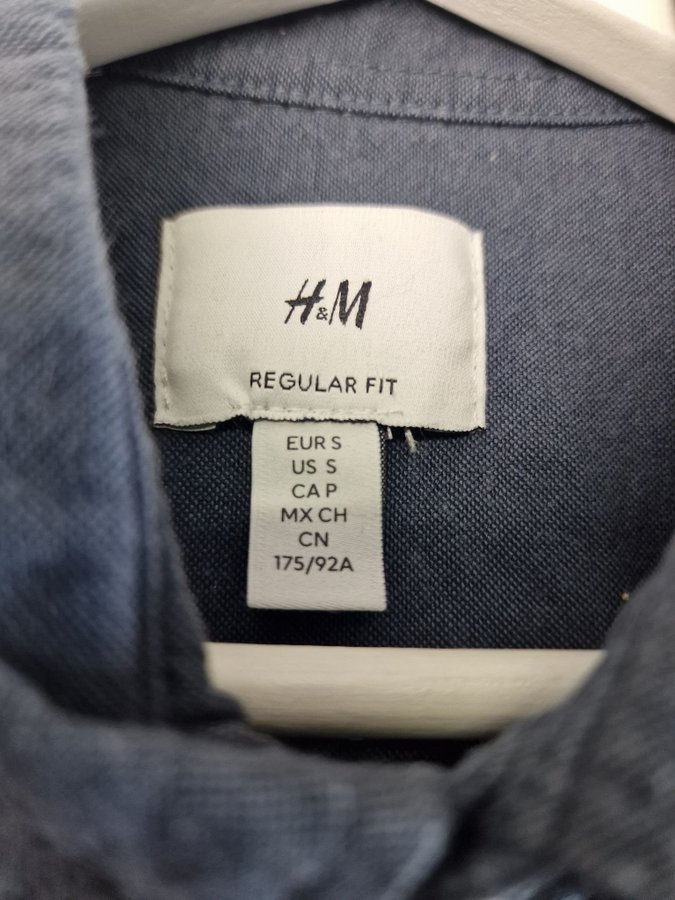 H&M
REGULAR FIT
EUR S
US S
CA P
MX CH
CN
175/92A